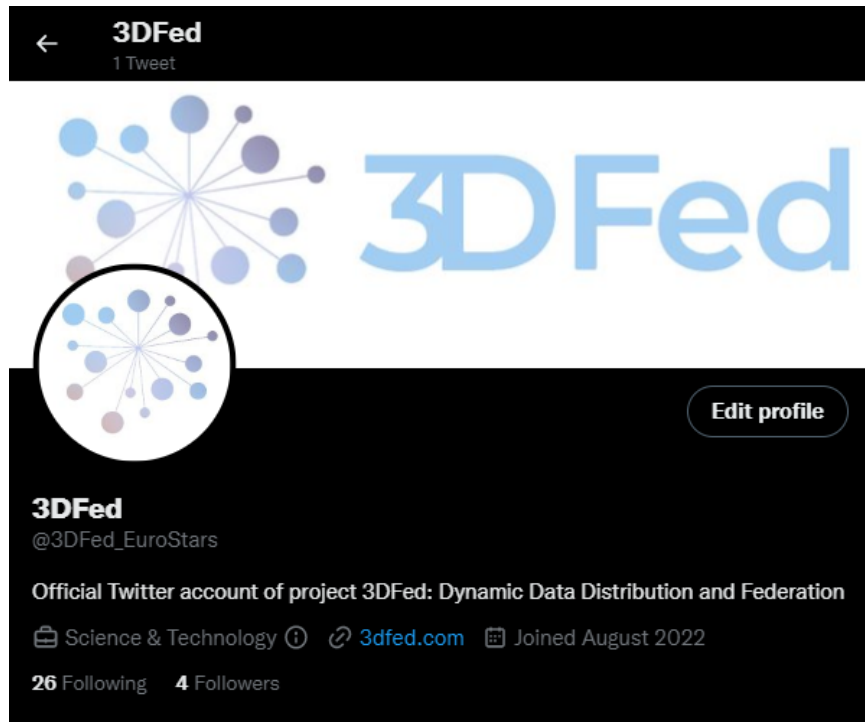 3DFed
1 Tweet
3DFed
Edit profile
3DFed
@3DFed_EuroStars
Official Twitter account of project 3DFed: Dynamic Data Distribution and Federation
Science & Technology 3dfed.com Joined August 2022
26 Following 4 Followers